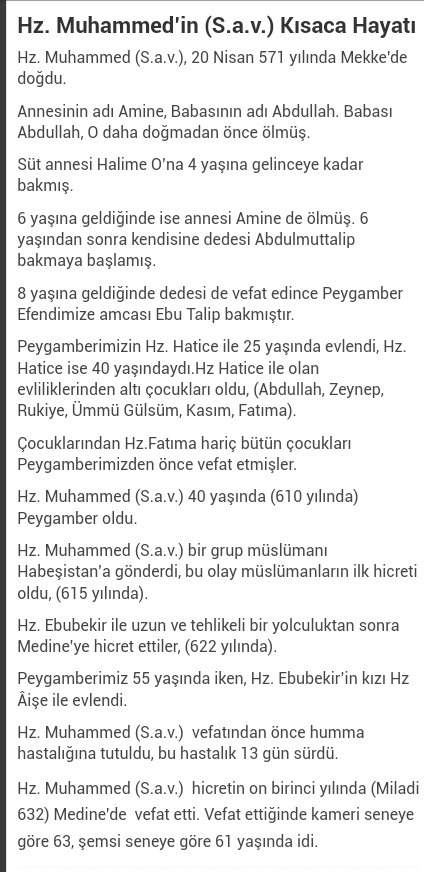 Hz. Muhammed'in (S.a.v.) Kısaca Hayatı
Hz. Muhammed (S.a.v.), 20 Nisan 571 yılında Mekke'de
doğdu.
Annesinin adı Amine, Babasının adı Abdullah. Babası
Abdullah, O daha doğmadan önce ölmüş.
Süt annesi Halime O'na 4 yaşına gelinceye kadar
bakmış.
6 yaşına geldiğinde ise annesi Amine de ölmüş. 6
yaşından sonra kendisine dedesi Abdulmuttalip
bakmaya başlamış.
8 yaşına geldiğinde dedesi de vefat edince Peygamber
Efendimize amcası Ebu Talip bakmıştır.
Peygamberimizin Hz. Hatice ile 25 yaşında evlendi, Hz.
Hatice ise 40 yaşındaydı.Hz Hatice ile olan
evliliklerinden altı çocukları oldu, (Abdullah, Zeynep,
Rukiye, Ümmü Gülsüm, Kasım, Fatıma).
Çocuklarından Hz.Fatıma hariç bütün çocukları
Peygamberimizden önce vefat etmişler.
Hz. Muhammed (S.a.v.) 40 yaşında (610 yılında)
Peygamber oldu.
Hz. Muhammed (S.a.v.) bir grup müslümanı
Habeşistan'a gönderdi, bu olay müslümanların ilk hicreti
oldu, (615 yılında).
Hz. Ebubekir ile uzun ve tehlikeli bir yolculuktan sonra
Medine'ye hicret ettiler, (622 yılında).
Peygamberimiz 55 yaşında iken, Hz. Ebubekir'in kızı Hz
Âişe ile evlendi.
Hz. Muhammed (S.a.v.) vefatından önce humma
hastalığına tutuldu, bu hastalık 13 gün sürdü.
Hz. Muhammed (S.a.v.) hicretin on birinci yılında (Miladi
632) Medine'de vefat etti. Vefat ettiğinde kameri seneye
göre 63, şemsi seneye göre 61 yaşında idi.